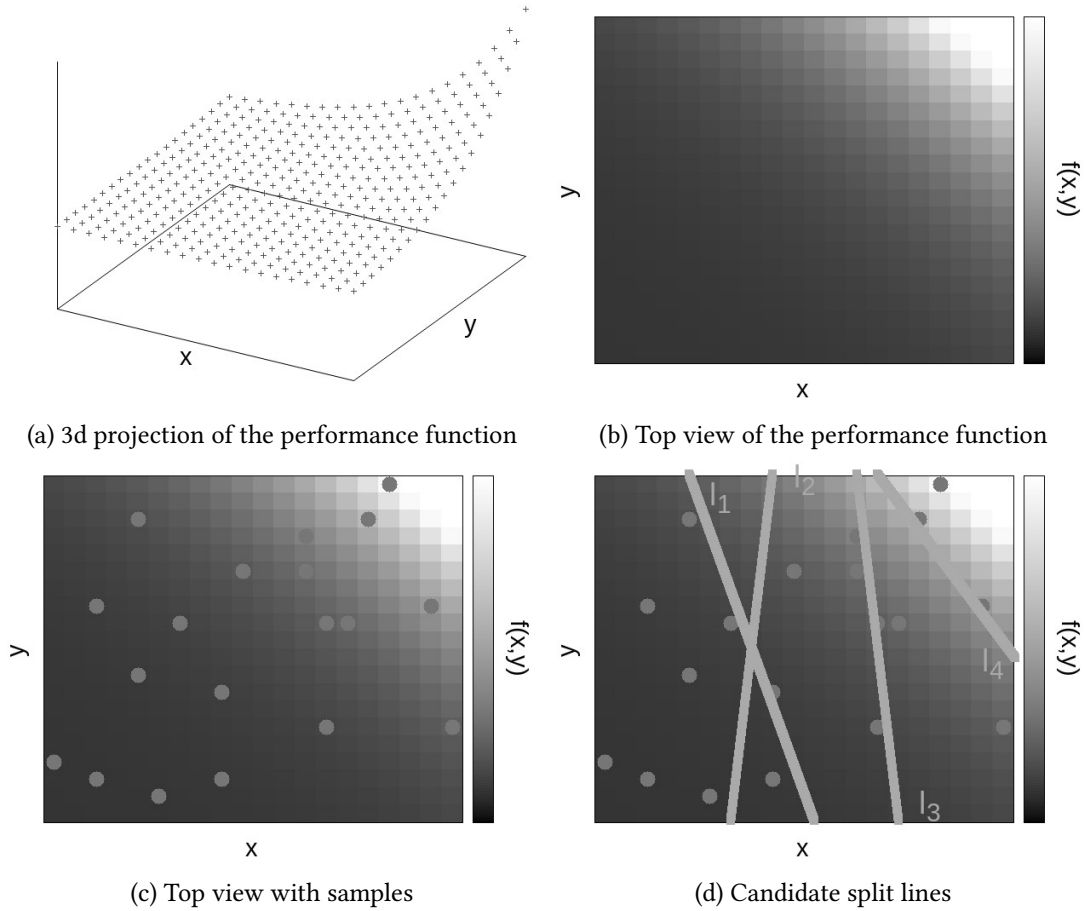 x
y
(a) 3d projection of the performance function
y
x
f(x,y)
(b) Top view of the performance function
y
x
f(x,y)
(c) Top view with samples
l1
l2
l3
l4
y
x
f(x,y)
(d) Candidate split lines